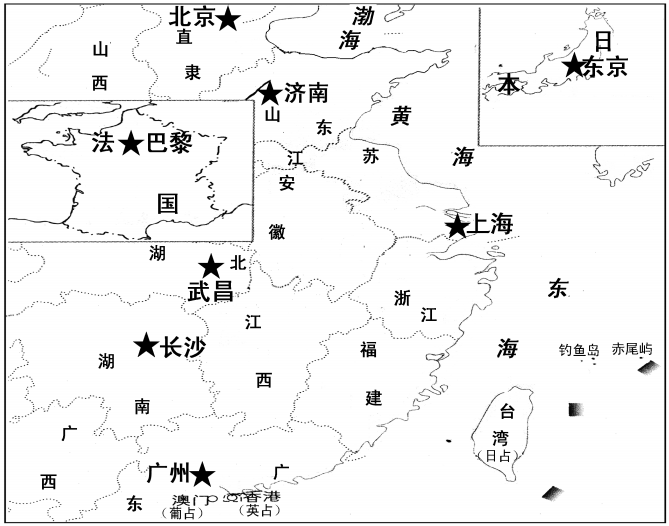 北京
渤
海
山
西
直
隶
济南
山
东
日
本
东京
法
巴黎
国
黄
海
江
苏
安
徽
上海
湖
北
武昌
浙
江
东
海
长沙
湖
南
江
西
福
建
钓鱼岛
赤尾屿
台
湾
(日占)
广
西
广州
广
东
澳门
(葡占)
香港
(英占)